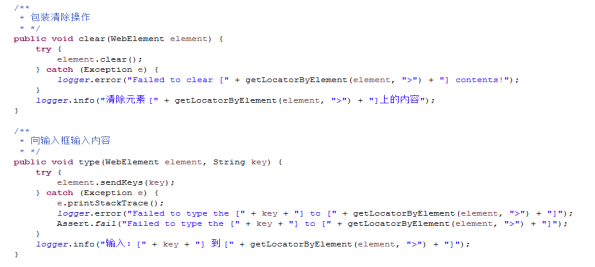 /**
 * 包装清除操作
 * */
public void clear(WebElement element) {
    try {
        element.clear();
    } catch (Exception e) {
        logger.error("Failed to clear [" + getLocatorByElement(element, ">") + "] contents!");
    }
    logger.info("清除元素 [" + getLocatorByElement(element, ">") + "]上的内容");
}

/**
 * 向输入框输入内容
 * */
public void type(WebElement element, String key) {
    try {
        element.sendKeys(key);
    } catch (Exception e) {
        e.printStackTrace();
        logger.error("Failed to type the [" + key + "] to [" + getLocatorByElement(element, ">") + "]");
        Assert.fail("Failed to type the [" + key + "] to [" + getLocatorByElement(element, ">") + "]");
    }
    logger.info("输入：[" + key + "] 到 [" + getLocatorByElement(element, ">") + "]");
}